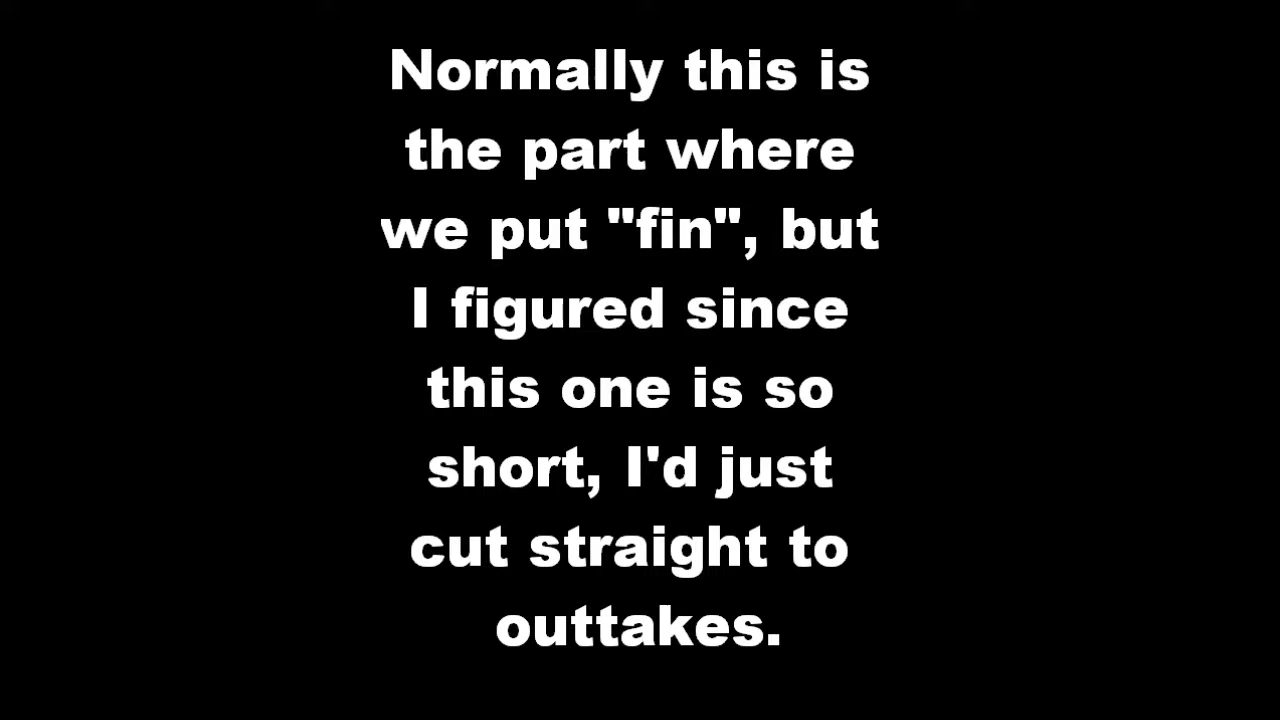 Normally this is
the part where
we put "fin", but
I figured since
this one is so
short, I'd just
cut straight to
outtakes.